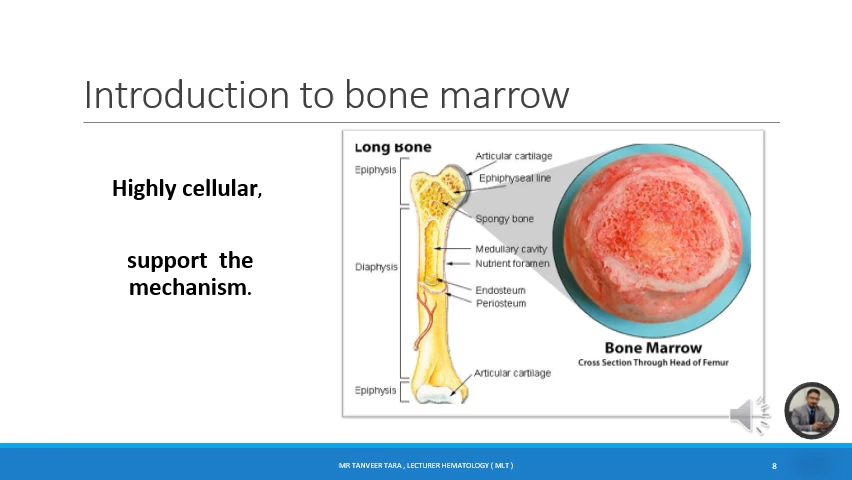 Introduction to bone marrow
Highly cellular,
support the
mechanism.
Long Bone
Epiphysis
Articular cartilage
Ephiphyseal line
Spongy bone
Diaphysis
Medullary cavity
Nutrient foramen
Endosteum
Periosteum
Articular cartilage
Epiphysis
Bone Marrow
Cross Section Through Head of Femur
MR TANVEER TARA , LECTURER HEMATOLOGY ( MLT )
8